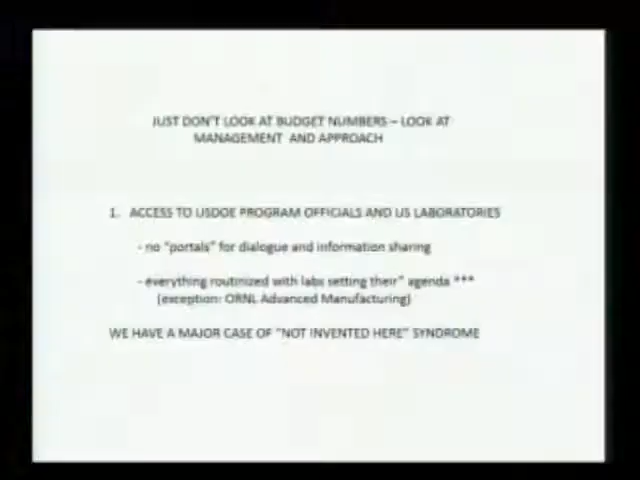 JUST DON'T LOOK AT BUDGET NUMBERS – LOOK AT
MANAGEMENT AND APPROACH
1. ACCESS TO USDOE PROGRAM OFFICIALS AND US LABORATORIES
- no "portals" for dialogue and information sharing
- everything routinized with labs setting their" agenda ***
(exception: ORNL Advanced Manufacturing)
WE HAVE A MAJOR CASE OF "NOT INVENTED HERE" SYNDROME